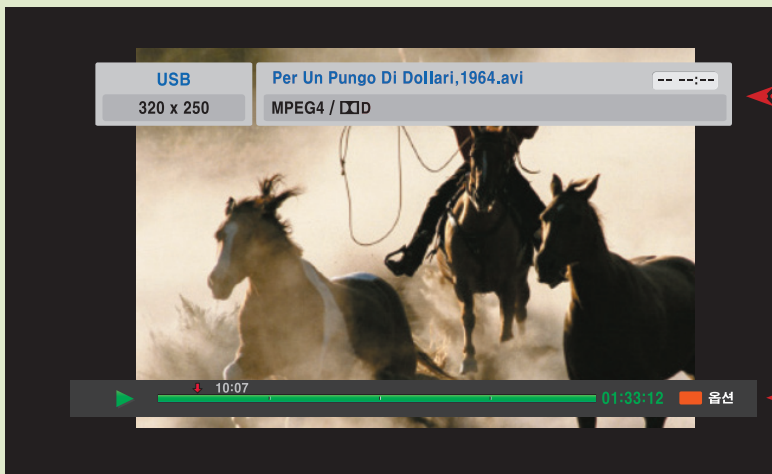 USB
Per Un Pungo Di Dollari,1964.avi
-- --:--
320 x 250
MPEG4 / D
10:07
01:33:12
옵션